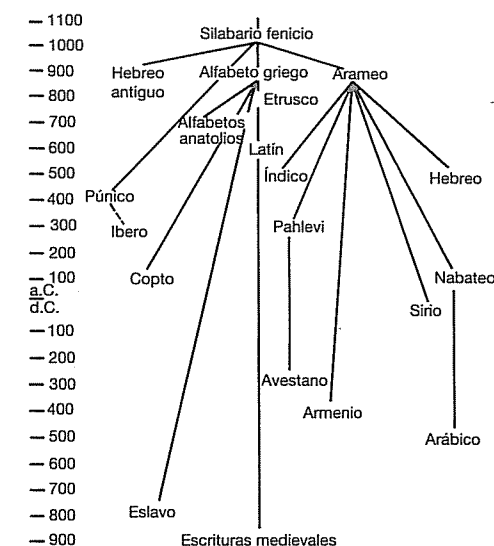 1100
Silabario fenicio
1000
900
Hebreo
antíguo
Alfabeto griego
Arameo
800
Etrusco
700
Alfabetos
anatolios
600
Latín
500
Índico
Hebreo
400
Púnico
300
Ibero
Pahlevi
200
100
Copto
Nabateo
a.C.
d.C.
Sirio
100
200
300
Avestano
400
Armenio
500
Arábico
600
700
800
Eslavo
900
Escrituras medievales